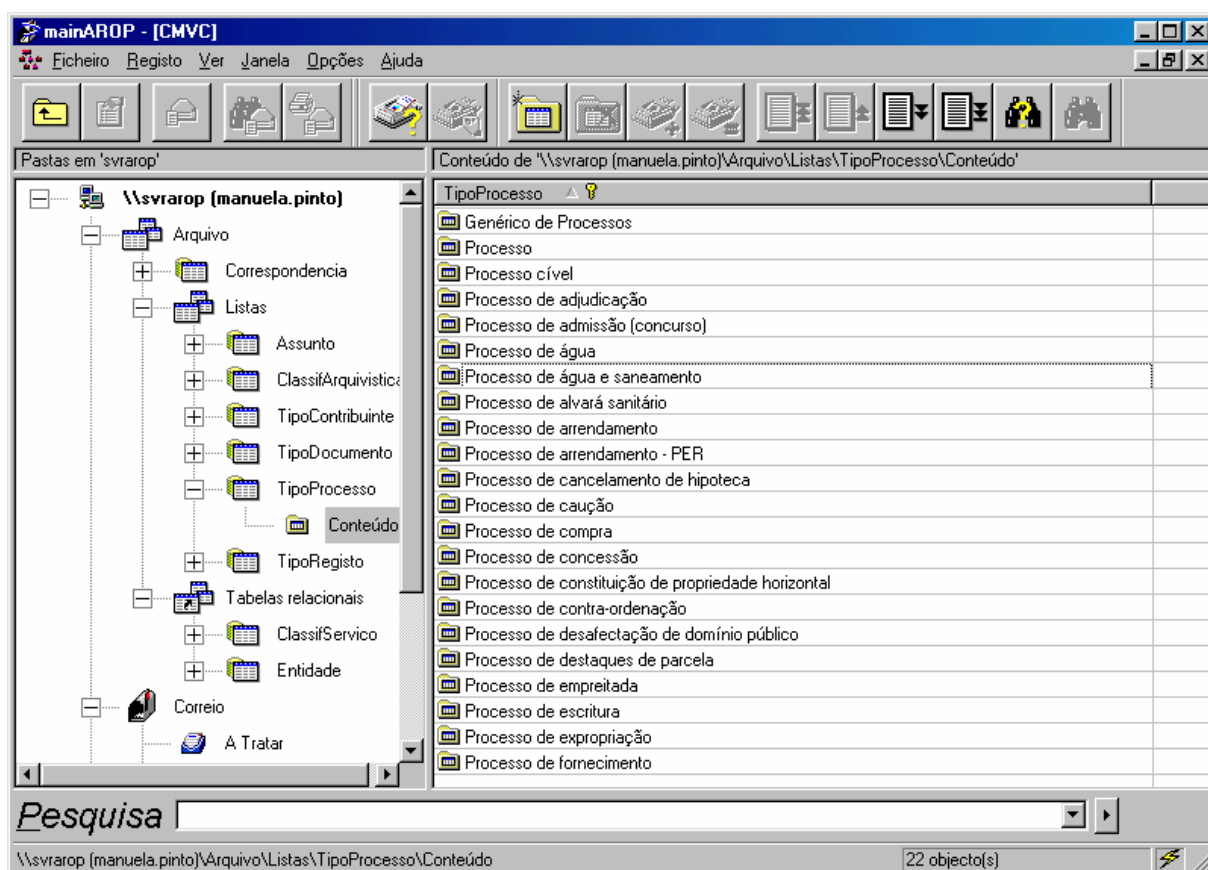 mainAROP - [CMVC]
Ficheiro Registo Ver Janela Opções Ajuda
Pastas em 'svrarop'
Conteúdo de '\\svrarop (manuela.pinto)\Arquivo\Listas\TipoProcesso\Conteúdo'
\\svrarop (manuela.pinto)
Arquivo
Correspondencia
Listas
Assunto
ClassifArquivistica
TipoContribuinte
TipoDocumento
TipoProcesso
Conteúdo
TipoRegisto
Tabelas relacionais
ClassifServico
Entidade
Correio
A Tratar
TipoProcesso
Genérico de Processos
Processo
Processo cível
Processo de adjudicação
Processo de admissão (concurso)
Processo de água
Processo de água e saneamento
Processo de alvará sanitário
Processo de arrendamento
Processo de arrendamento - PER
Processo de cancelamento de hipoteca
Processo de caução
Processo de compra
Processo de concessão
Processo de constituição de propriedade horizontal
Processo de contra-ordenação
Processo de desafectação de domínio público
Processo de destaques de parcela
Processo de empreitada
Processo de escritura
Processo de expropriação
Processo de fornecimento
Pesquisa
\\svrarop (manuela.pinto)\Arquivo\Listas\TipoProcesso\Conteúdo
22 objecto(s)